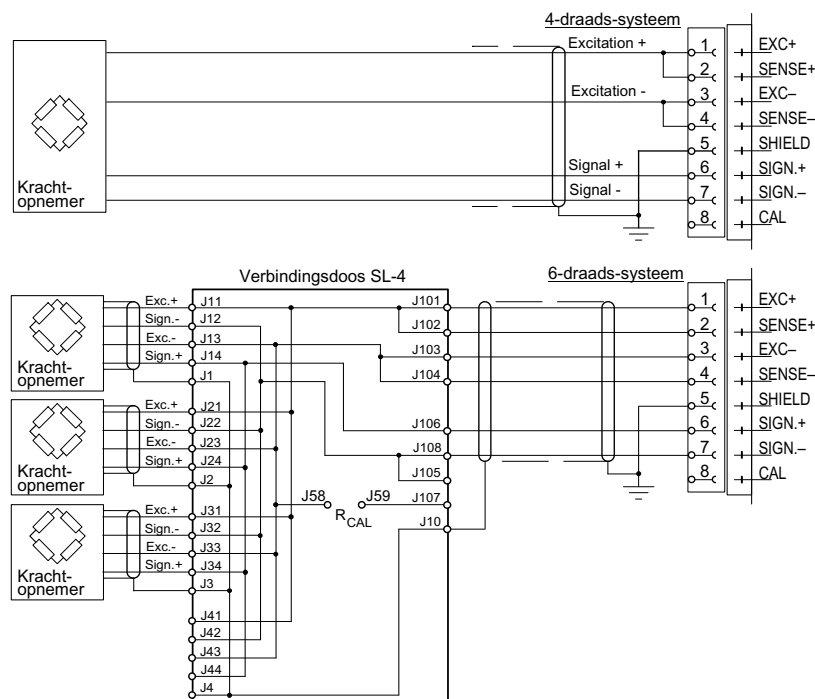 4-draads-systeem
Excitation +
1
EXC+
2
SENSE+
Excitation -
3
EXC–
4
SENSE–
5
SHIELD
Signal +
6
SIGN.+
Signal -
7
SIGN.–
8
CAL
Kracht-
opnemer
Verbindingsdoos SL-4
6-draads-systeem
Exc.+
J11
J101
1
EXC+
Sign.-
J12
J102
2
SENSE+
Exc.-
J13
J103
3
EXC–
Sign.+
J14
J104
4
SENSE–
Kracht-
opnemer
J1
5
SHIELD
Exc.+
J21
J106
6
SIGN.+
Sign.-
J22
Exc.-
J23
J108
7
SIGN.–
Sign.+
J24
J105
8
CAL
Kracht-
opnemer
J2
J58
J59
J107
RCAL
J10
Exc.+
J31
Sign.-
J32
Exc.-
J33
Sign.+
J34
Kracht-
opnemer
J3
J41
J42
J43
J44
J4